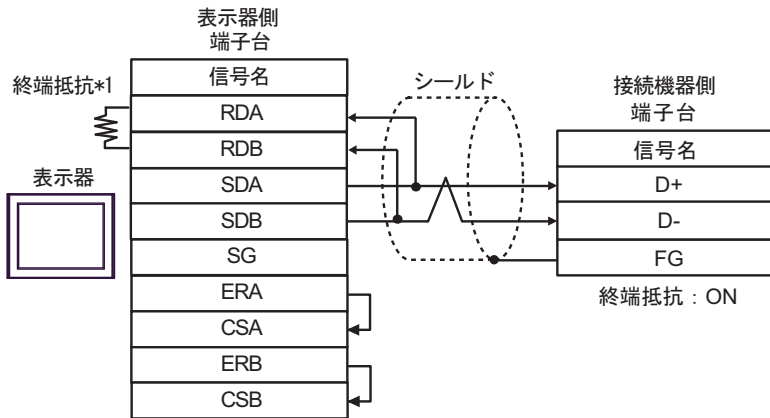 表示器側
端子台
終端抵抗*1
信号名
RDA
RDB
SDA
SDB
SG
ERA
CSA
ERB
CSB
表示器
シールド
接続機器側
端子台
信号名
D+
D-
FG
終端抵抗：ON